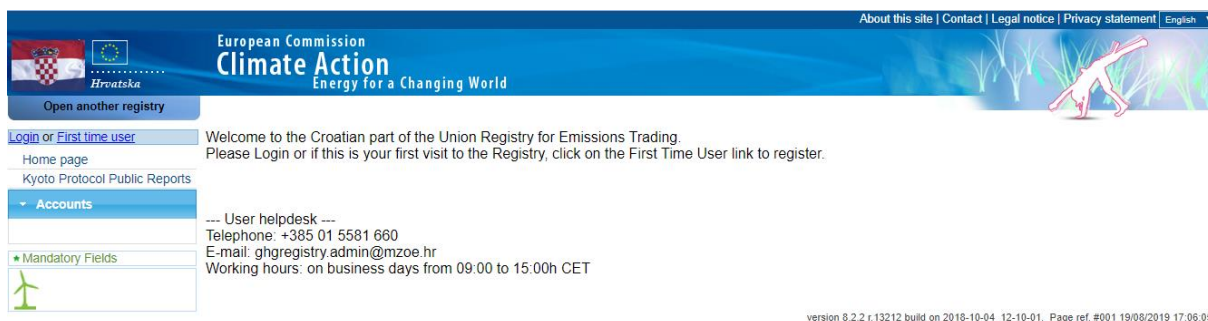 About this site | Contact | Legal notice | Privacy statement English
European Commission
Climate Action
Energy for a Changing World
Hrvatska
Open another registry
Login or First time user
Home page
Kyoto Protocol Public Reports
Accounts
Mandatory Fields
Welcome to the Croatian part of the Union Registry for Emissions Trading.
Please Login or if this is your first visit to the Registry, click on the First Time User link to register.
--- User helpdesk ---
Telephone: +385 01 5581 660
E-mail: ghgregistry.admin@mzoe.hr
Working hours: on business days from 09:00 to 15:00h CET
version 8.2.2 r.13212 build on 2018-10-04_12-10-01. Page ref. #001 19/08/2019